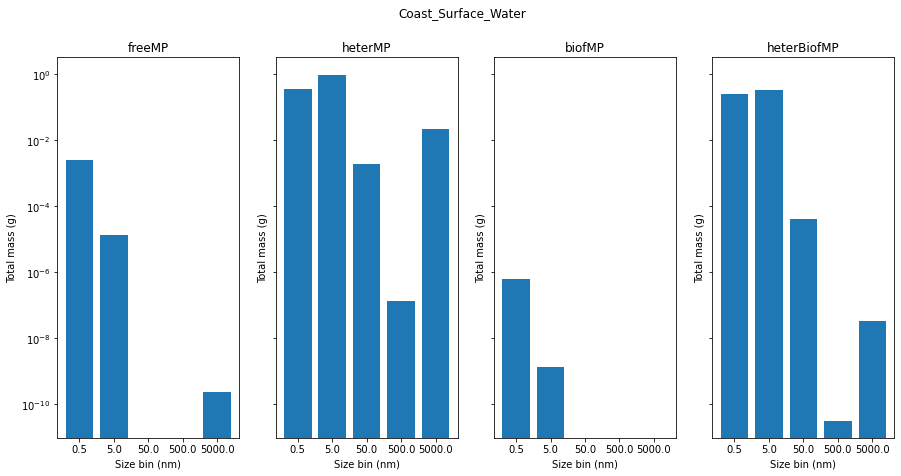 Coast_Surface_Water
freeMP
heterMP
biofMP
heterBiofMP
Total mass (g)
10⁰
10⁻²
10⁻⁴
10⁻⁶
10⁻⁸
10⁻¹⁰
0.5 5.0 50.0 500.0 5000.0
Size bin (nm)
Total mass (g)
0.5 5.0 50.0 500.0 5000.0
Size bin (nm)
Total mass (g)
0.5 5.0 50.0 500.0 5000.0
Size bin (nm)
Total mass (g)
0.5 5.0 50.0 500.0 5000.0
Size bin (nm)